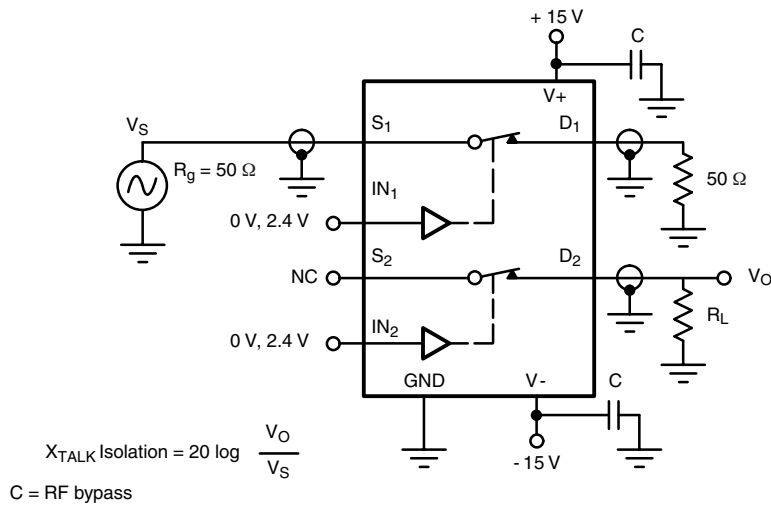 + 15 V
C
V+
VS
S1
D1
Rg = 50 Ω
50 Ω
IN1
0 V, 2.4 V
S2
D2
NC
VO
RL
IN2
0 V, 2.4 V
GND
V-
C
XTALK Isolation = 20 log VO / VS
- 15 V
C = RF bypass